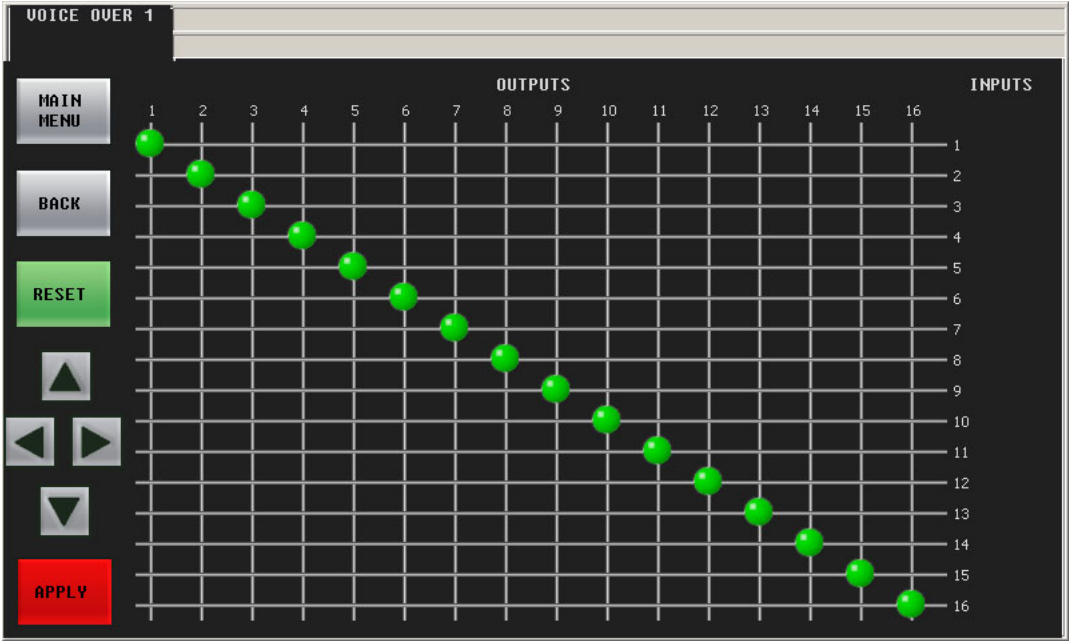 VOICE OVER 1
OUTPUTS INPUTS
MAIN
MENU
1 2 3 4 5 6 7 8 9 10 11 12 13 14 15 16
1
2
BACK
3
4
5
RESET
6
7
8
9
10
11
12
13
14
15
APPLY
16